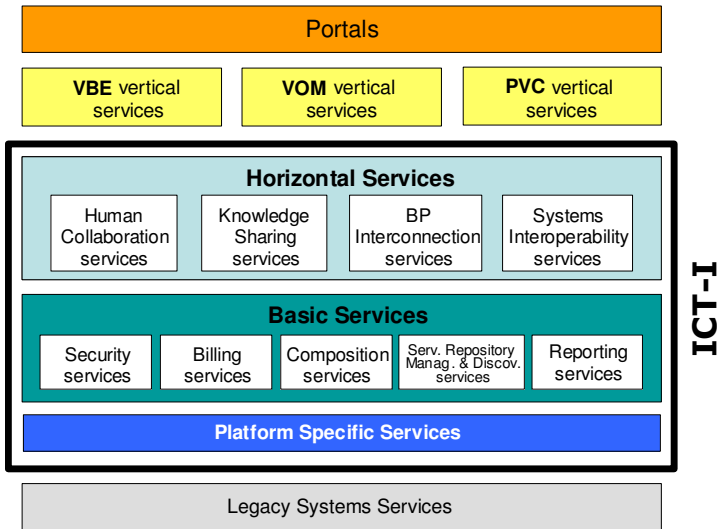 Portals
VBE vertical
services
VOM vertical
services
PVC vertical
services
Horizontal Services
Human
Collaboration
services
Knowledge
Sharing
services
BP
Interconnection
services
Systems
Interoperability
services
Basic Services
Security
services
Billing
services
Composition
services
Serv. Repository
Manag. & Discov.
services
Reporting
services
Platform Specific Services
Legacy Systems Services
ICT-I